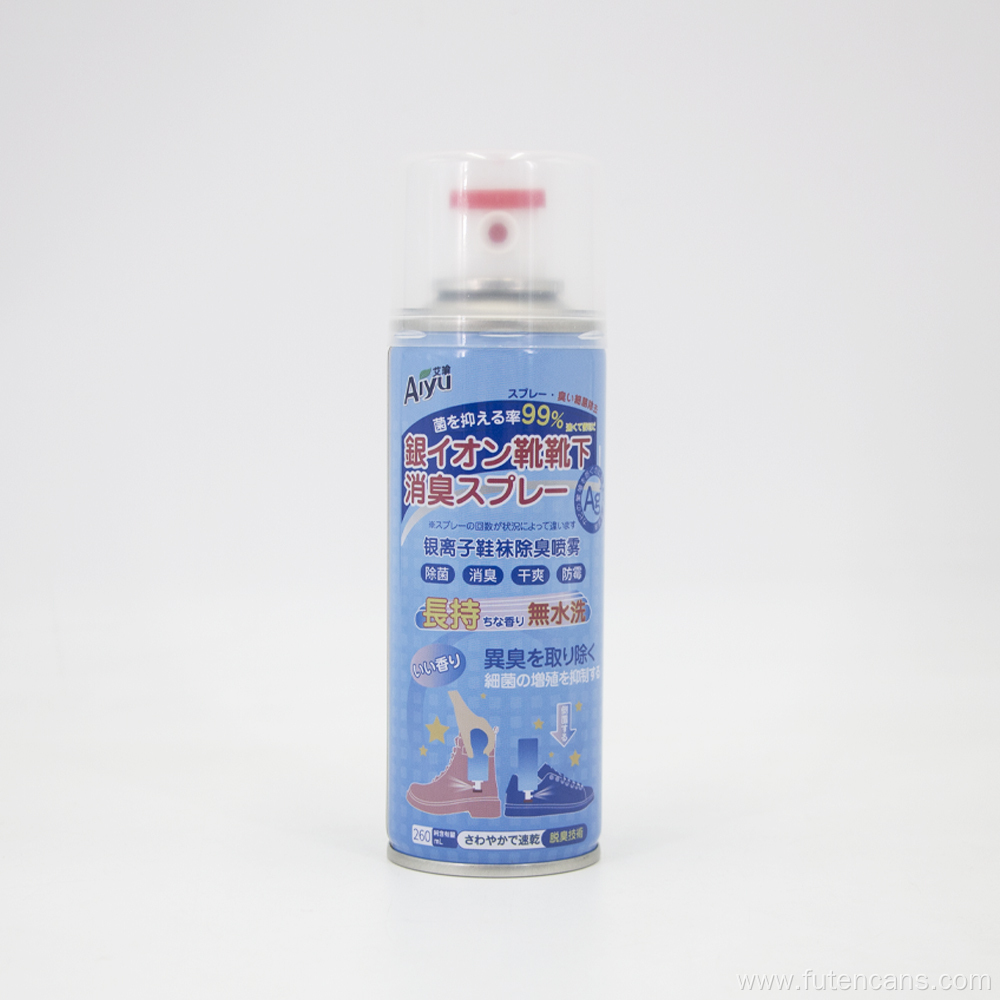 艾瑜
Aiyu
スプレー・臭い
菌を抑える率99%
銀イオン靴靴下
消臭スプレー
Ag
※スプレーの回数が状況によって違います
银离子鞋袜除臭喷雾
除菌 消臭 干爽 防霉
長持ちな香り 無水洗
いい香り
異臭を取り除く
細菌の増殖を抑制する
260 mL
さわやかで速乾 脱臭技術
www.futencans.com